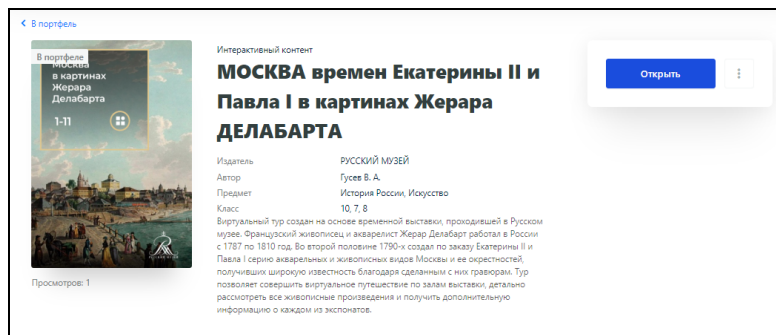 В портфель
В портфеле
Москва
в картинах
Жерара
Делабарта
1-11
Просмотров: 1
Интерактивный контент
МОСКВА времен Екатерины II и
Павла I в картинах Жерара
ДЕЛАБАРТА
Издатель РУССКИЙ МУЗЕЙ
Автор Гусев В. А.
Предмет История России, Искусство
Класс 10, 7, 8
Виртуальный тур создан на основе временной выставки, проходившей в Русском
музее. Французский живописец и акварелист Жерар Делабарт работал в России
с 1787 по 1810 год. Во второй половине 1790-х создал по заказу Екатерины II и
Павла I серию акварельных и живописных видов Москвы и ее окрестностей,
получивших широкую известность благодаря сделанным с них гравюрам. Тур
позволяет совершить виртуальное путешествие по залам выставки, детально
рассмотреть все живописные произведения и получить дополнительную
информацию о каждом из экспонатов.
Открыть